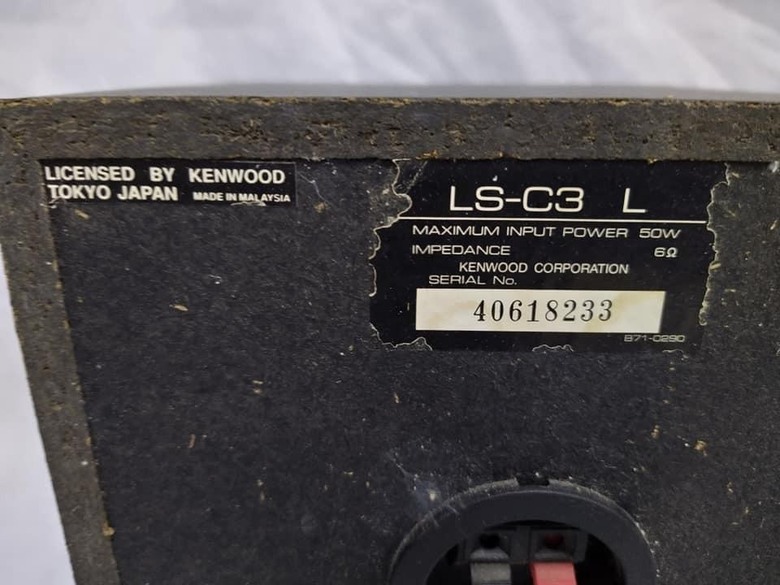 LICENSED BY KENWOOD
TOKYO JAPAN MADE IN MALAYSIA
LS-C3 L
MAXIMUM INPUT POWER 50W
IMPEDANCE 6Ω
KENWOOD CORPORATION
SERIAL No.
40618233
B71-0290